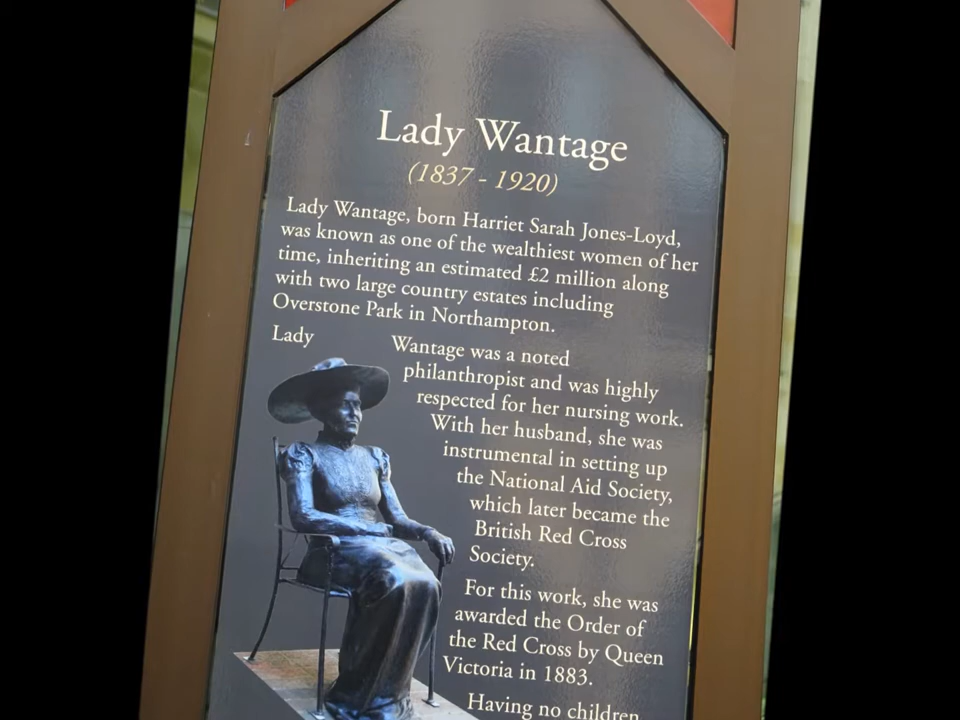 Lady Wantage
(1837 - 1920)
Lady Wantage, born Harriet Sarah Jones-Loyd,
was known as one of the wealthiest women of her
time, inheriting an estimated £2 million along
with two large country estates including
Overstone Park in Northampton.
Lady Wantage was a noted
philanthropist and was highly
respected for her nursing work.
With her husband, she was
instrumental in setting up
the National Aid Society,
which later became the
British Red Cross
Society.
For this work, she was
awarded the Order of
the Red Cross by Queen
Victoria in 1883.
Having no children